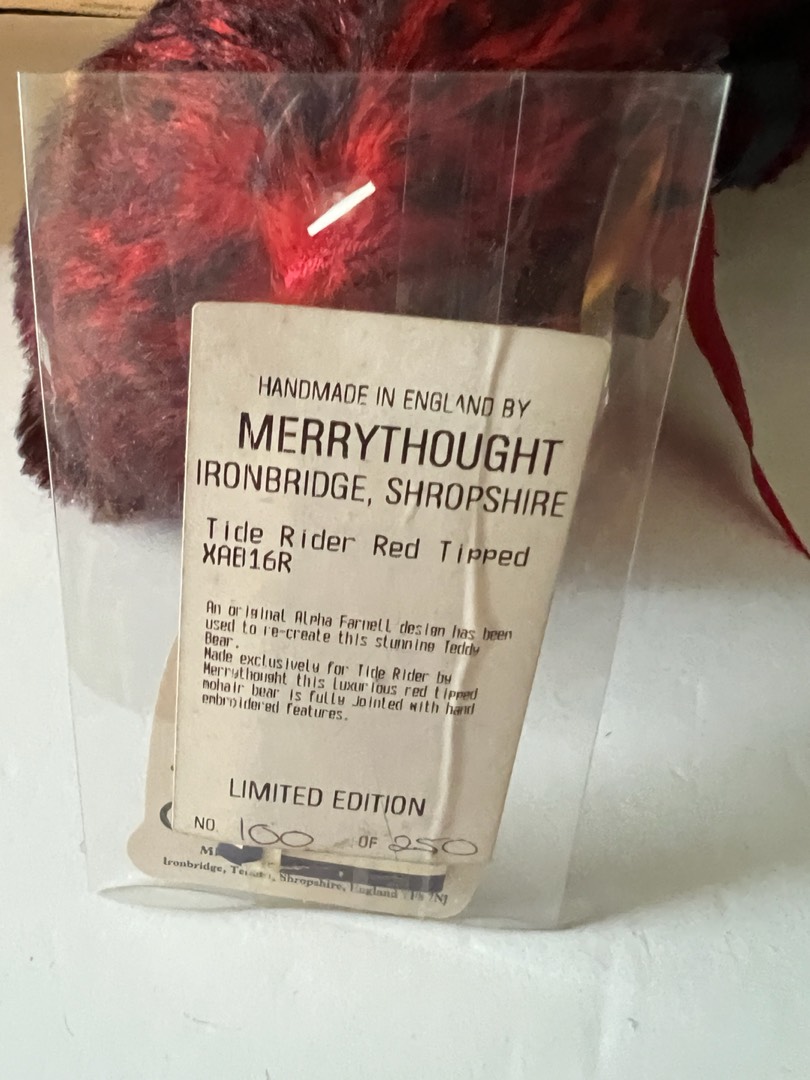 HANDMADE IN ENGLAND BY
MERRYTHOUGHT
IRONBRIDGE, SHROPSHIRE
Tide Rider Red Tipped
XAB16R
An original Alpha Farnell design has been
used to re-create this stunning Teddy
Bear.
Made exclusively for Tide Rider by
Merrythought this luxurious red tipped
mohair bear is fully jointed with hand
embroidered features.
LIMITED EDITION
NO. 100 OF 250
Ironbridge, Shropshire, England